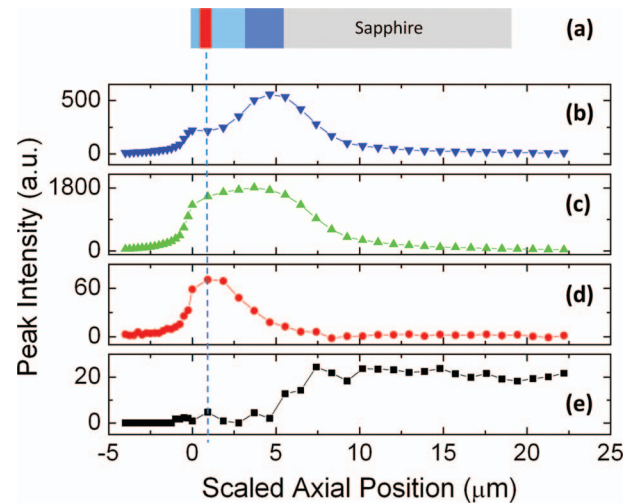 Sapphire
(a)
500
0
(b)
1800
0
(c)
60
0
(d)
20
0
(e)
-5
0
5
10
15
20
25
Peak Intensity (a.u.)
Scaled Axial Position (μm)